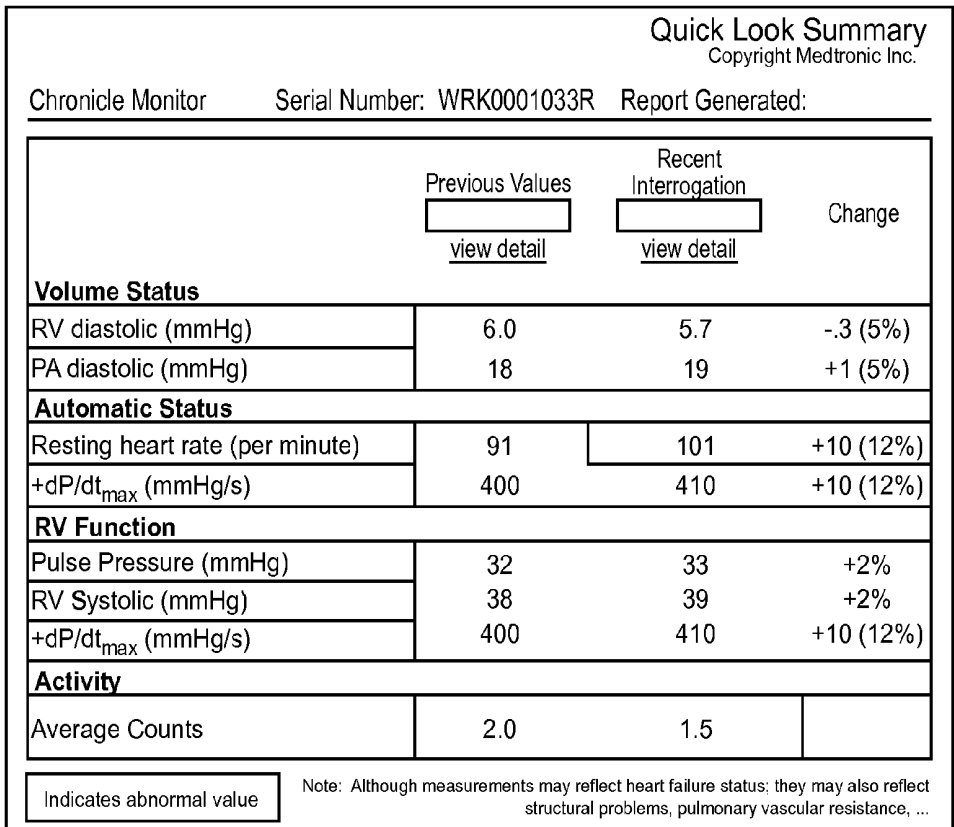 Quick Look Summary
Copyright Medtronic Inc.
Chronicle Monitor Serial Number: WRK0001033R Report Generated:
Previous Values Recent Interrogation Change
view detail view detail
Volume Status
RV diastolic (mmHg) 6.0 5.7 -.3 (5%)
PA diastolic (mmHg) 18 19 +1 (5%)
Automatic Status
Resting heart rate (per minute) 91 101 +10 (12%)
+dP/dtmax (mmHg/s) 400 410 +10 (12%)
RV Function
Pulse Pressure (mmHg) 32 33 +2%
RV Systolic (mmHg) 38 39 +2%
+dP/dtmax (mmHg/s) 400 410 +10 (12%)
Activity
Average Counts 2.0 1.5
Indicates abnormal value
Note: Although measurements may reflect heart failure status; they may also reflect
structural problems, pulmonary vascular resistance, ...